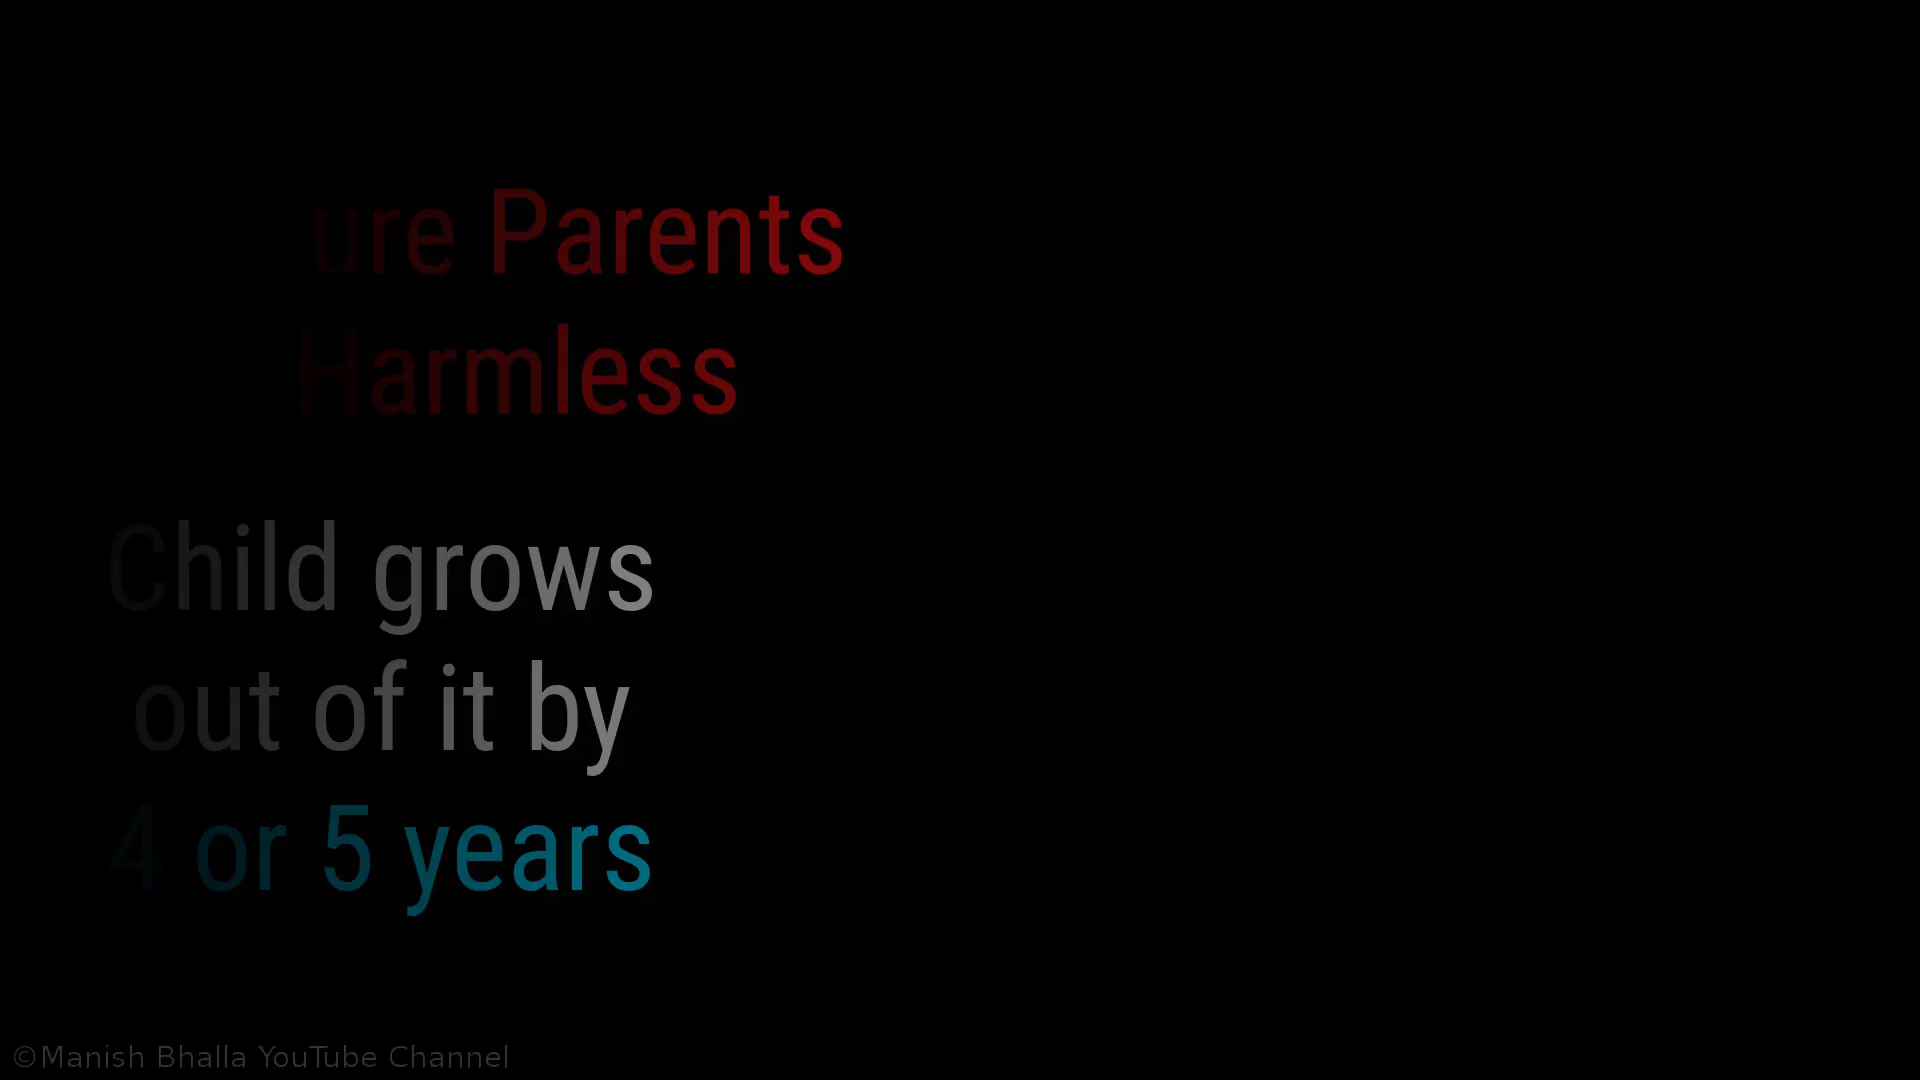 Parents
Harmless
Child grows
out of it by
4 or 5 years
©Manish Bhalla YouTube Channel